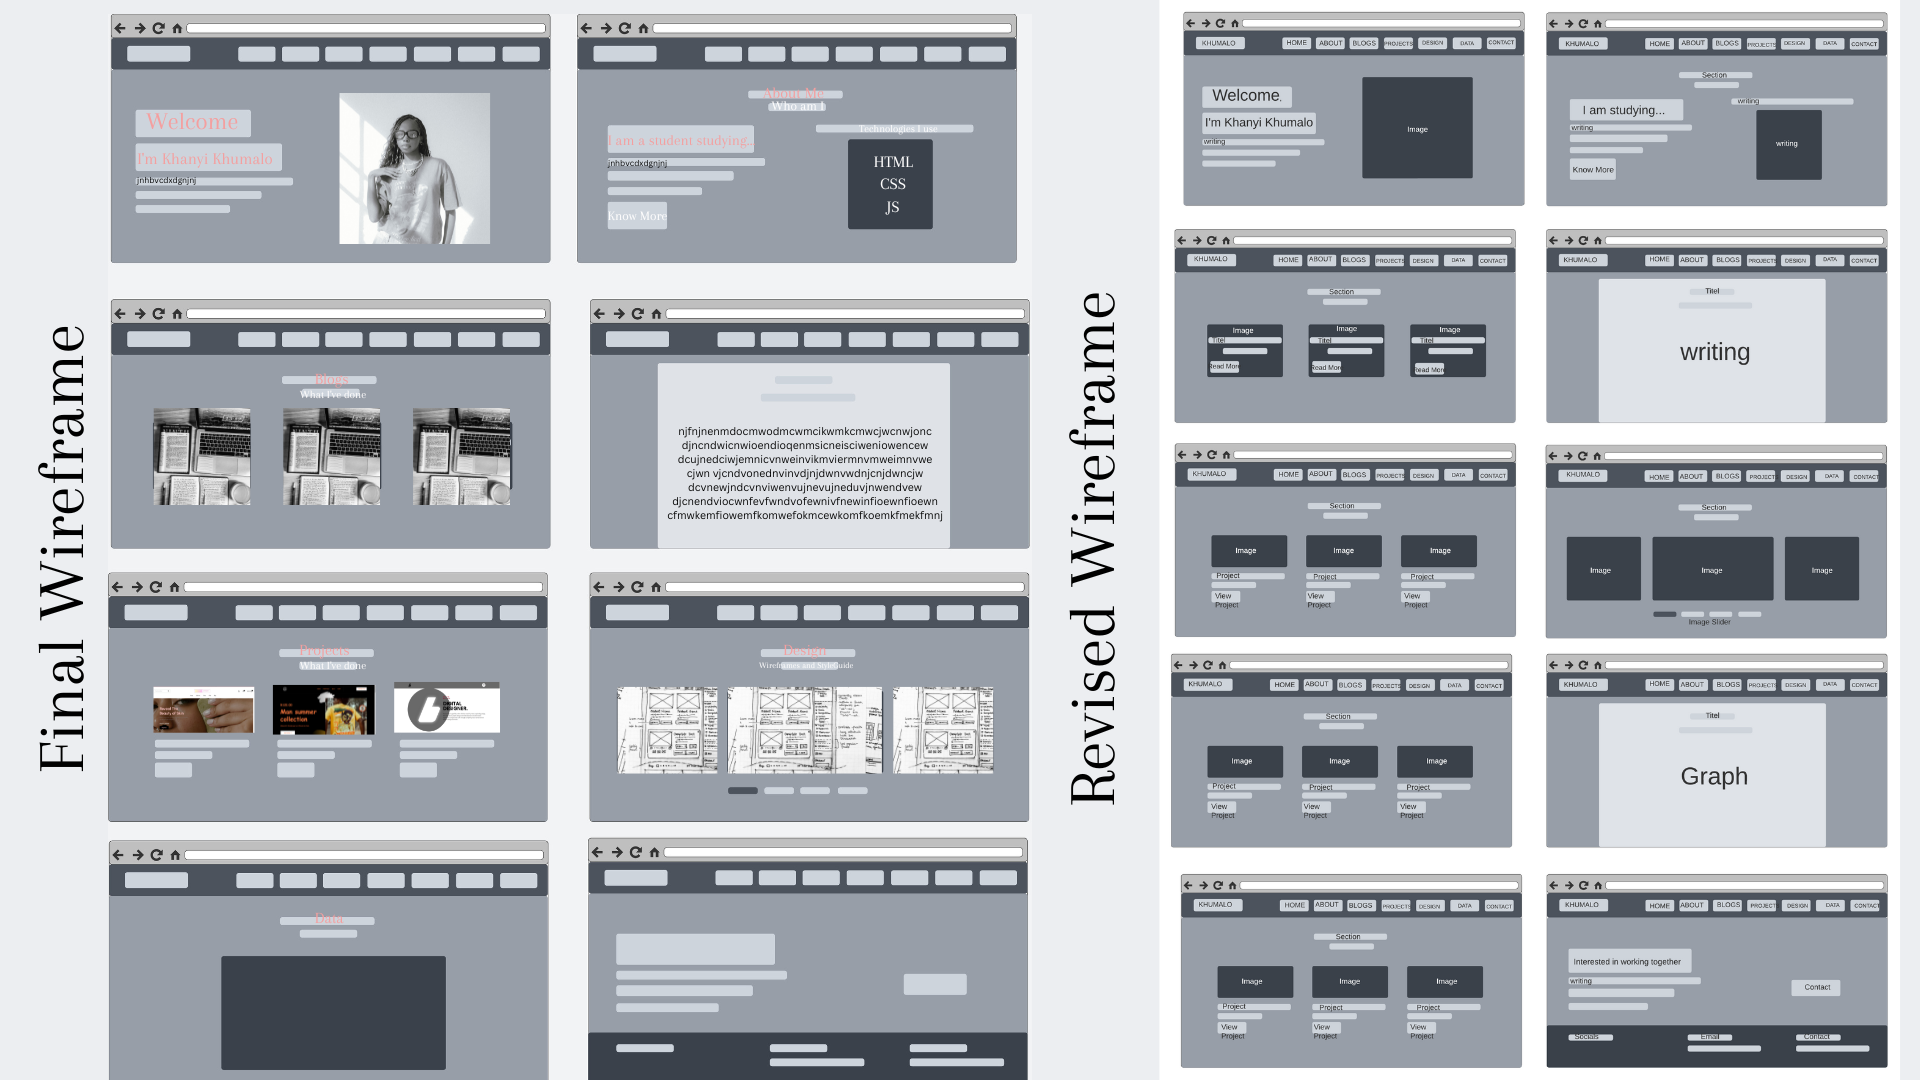 Final Wireframe
Welcome
I'm Khanyi Khumalo
jnhbvcdxdgnjnj
About Me
Who am I
I am a student studying..
jnhbvcdxdgnjnj
Know More
Technologies I use
HTML
CSS
JS
Blogs
What I've done
njfnjnenmdocmwodmcwmcikwmkcmwcjwcnwjonc
djncndwicnwioendioqenmsicneisciweniowencew
dcujnedciwjemnicvnweinvikmviermnvmweimnvwe
cjwn vjcndvonednvinvdjnjdwnvwdnjcnjdwncjw
dcvnewjndcvnviwenvujnevujneduvjnwendvew
djcnendviocwnfevfwndvofewnivfnewinfioewnfioewn
cfmwkemfiowemfkomwefokmcewkomfkoemkfmekfmnj
Projects
What I've done
Man summer
collection
DIGITAL
DESIGNER.
Design
Wireframes and StyleGuide
Data
Revised Wireframe
KHUMALO HOME ABOUT BLOGS PROJECTS DESIGN DATA CONTACT
Welcome.
I'm Khanyi Khumalo
writing
Image
KHUMALO HOME ABOUT BLOGS PROJECTS DESIGN DATA CONTACT
Section
I am studying...
writing
Know More
writing
writing
KHUMALO HOME ABOUT BLOGS PROJECTS DESIGN DATA CONTACT
Section
Image Image Image
Titel Titel Titel
Read More Read More Read More
KHUMALO HOME ABOUT BLOGS PROJECTS DESIGN DATA CONTACT
Titel
writing
KHUMALO HOME ABOUT BLOGS PROJECTS DESIGN DATA CONTACT
Section
Image Image Image
Project Project Project
View View View
Project Project Project
KHUMALO HOME ABOUT BLOGS PROJECT DESIGN DATA CONTACT
Section
Image Image Image
Image Slider
KHUMALO HOME ABOUT BLOGS PROJECTS DESIGN DATA CONTACT
Section
Image Image Image
Project Project Project
View View View
Project Project Project
KHUMALO HOME ABOUT BLOGS PROJECT DESIGN DATA CONTACT
Titel
Graph
KHUMALO HOME ABOUT BLOGS PROJECTS DESIGN DATA CONTACT
Section
Image Image Image
Project Project Project
View View View
Project Project Project
KHUMALO HOME ABOUT BLOGS PROJECT DESIGN DATA CONTACT
Interested in working together
writing
Contact
Socials Email Contact